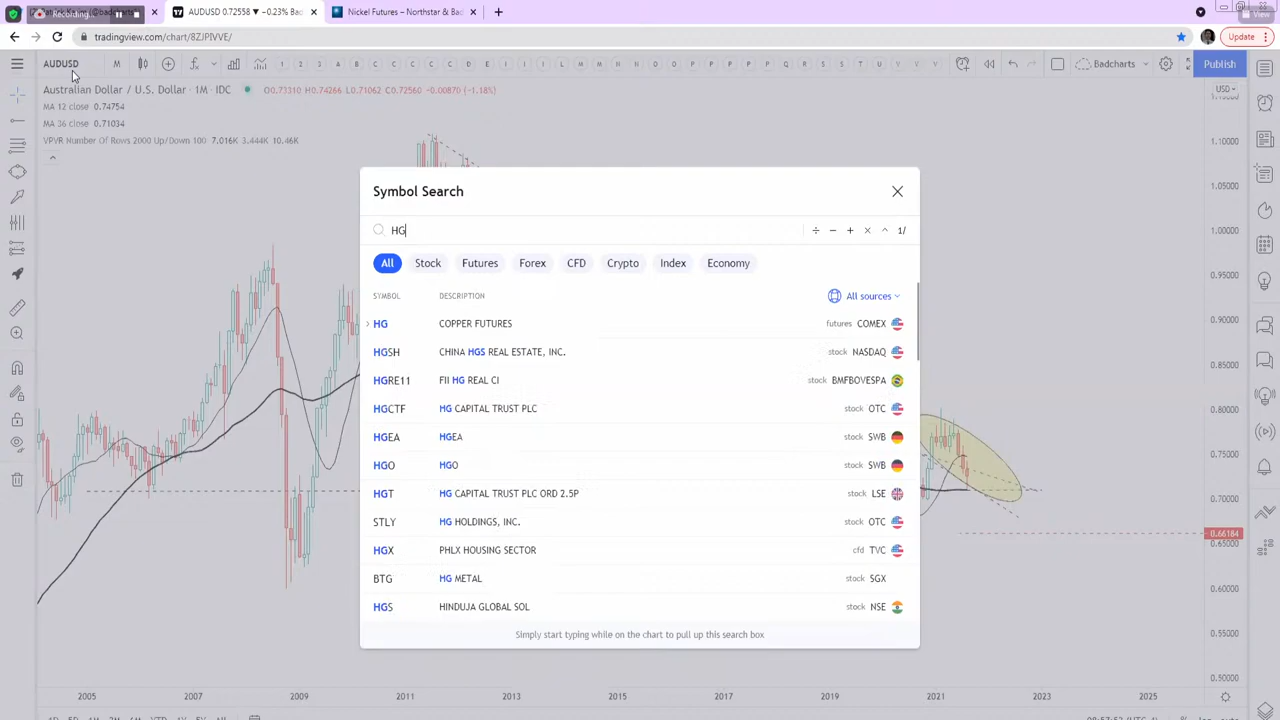 Recording...
AUDUSD 0.72558 ▼ −0.23% Bad
Nickel Futures – Northstar & Bad
View
tradingview.com/chart/8ZJPIVVE/
Update
AUDUSD
M
Badcharts
Publish
Australian Dollar / U.S. Dollar · 1M · IDC
O0.73310 H0.74266 L0.71062 C0.72560 −0.00870 (−1.18%)
USD
MA 12 close 0.74754
MA 36 close 0.71034
VPVR Number Of Rows 2000 Up/Down 100: 7.016K 3.444K 10.46K
Symbol Search
HG
1/
All Stock Futures Forex CFD Crypto Index Economy
SYMBOL DESCRIPTION All sources
HG COPPER FUTURES futures COMEX
HGSH CHINA HGS REAL ESTATE, INC. stock NASDAQ
HGRE11 FII HG REAL CI stock BMFBOVESPA
HGCTF HG CAPITAL TRUST PLC stock OTC
HGEA HGEA stock SWB
HGO HGO stock SWB
HGT HG CAPITAL TRUST PLC ORD 2.5P stock LSE
STLY HG HOLDINGS, INC. stock OTC
HGX PHLX HOUSING SECTOR cfd TVC
BTG HG METAL stock SGX
HGS HINDUJA GLOBAL SOL stock NSE
Simply start typing while on the chart to pull up this search box
1.10000
1.05000
1.00000
0.95000
0.90000
0.85000
0.80000
0.75000
0.70000
0.66184
0.65000
0.60000
0.55000
0.50000
2005 2007 2009 2011 2013 2015 2017 2019 2021 2023 2025